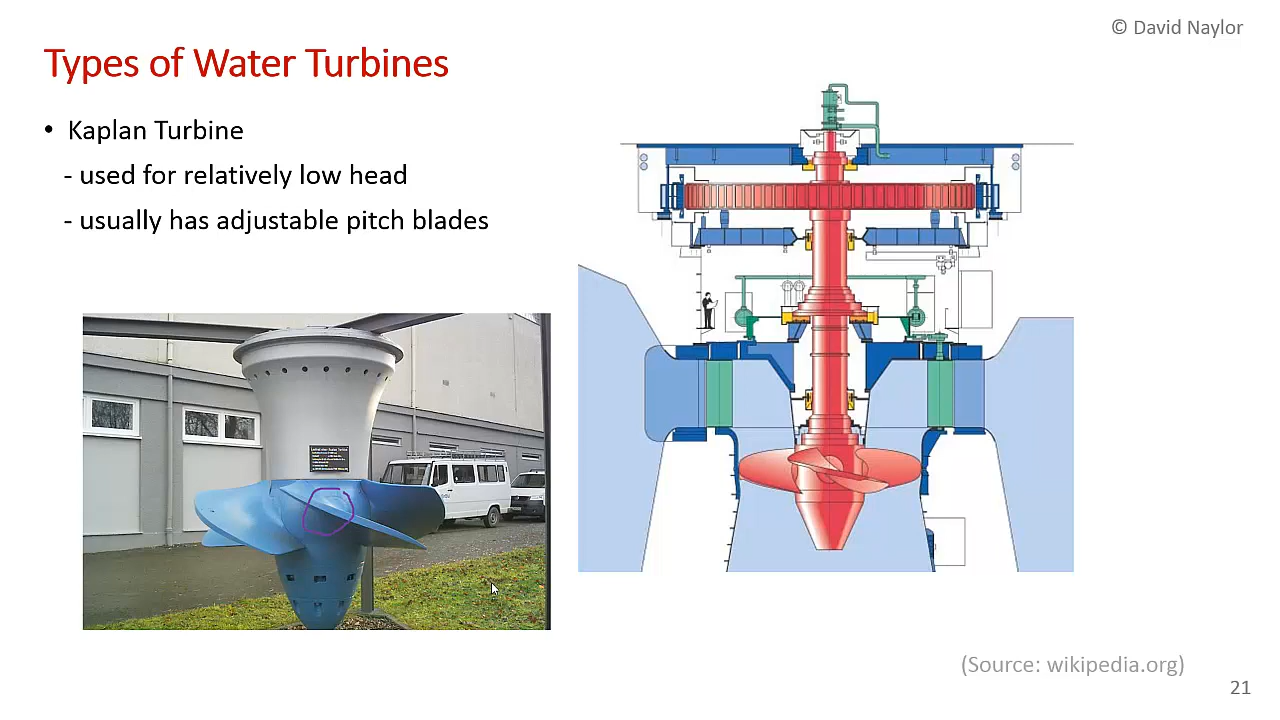 © David Naylor
Types of Water Turbines
• Kaplan Turbine
- used for relatively low head
- usually has adjustable pitch blades
(Source: wikipedia.org)
21